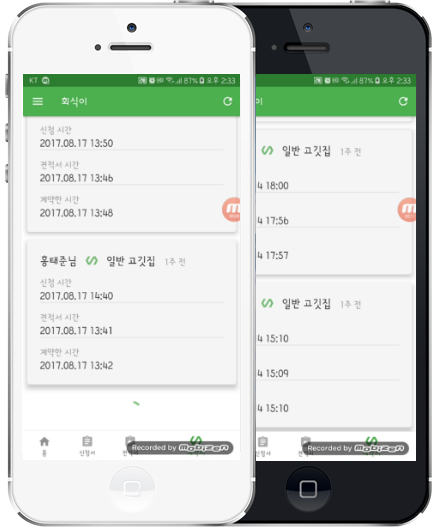 KT 87% 오후 2:33
회식이
신청 시간
2017.08.17 13:50
견적서 시간
2017.08.17 13:46
계약한 시간
2017.08.17 13:48
홍태준님 일반 고깃집 1주 전
신청 시간
2017.08.17 14:40
견적서 시간
2017.08.17 13:41
계약한 시간
2017.08.17 13:42
홈 신청서
Recorded by mobizen
87% 오후 2:33
이
일반 고깃집 1주 전
4 18:00
4 17:56
4 17:57
일반 고깃집 1주 전
4 15:10
4 15:09
4 15:10
신청서
Recorded by mobizen